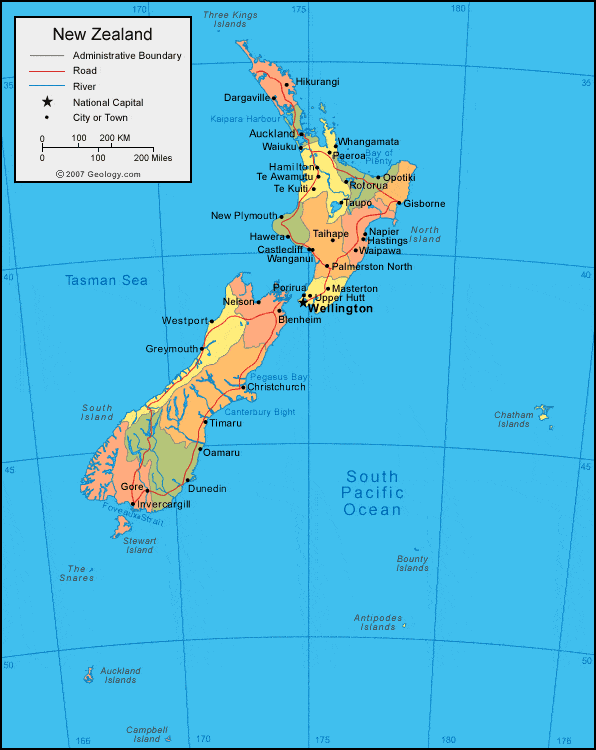 170
175
180
Three Kings
Islands
New Zealand
Administrative Boundary
Road
River
National Capital
City or Town
0 100 200 KM
0 100 200 Miles
©2007 Geology.com
35
35
Hikurangi
Dargaville
Kaipara Harbour
Auckland
Waiuku
Whangamata
Paeroa
Bay of
Plenty
Hamilton
Te Awamutu
Te Kuiti
Opotiki
Rotorua
Taupo
Gisborne
New Plymouth
Hawera
Taihape
Napier
Hastings
North
Island
Castlecliff
Wanganui
Waipawa
Palmerston North
40
40
Tasman Sea
Porirua
Masterton
Upper Hutt
Nelson
Wellington
Westport
Blenheim
Greymouth
Pegasus Bay
Christchurch
South
Island
Canterbury Bight
Timaru
Chatham
Islands
Oamaru
45
45
South
Pacific
Ocean
Gore
Dunedin
Invercargill
Foveaux Strait
Stewart
Island
The
Snares
Bounty
Islands
Antipodes
Islands
50
50
Auckland
Islands
Campbell
Island
166
170
175
180
176